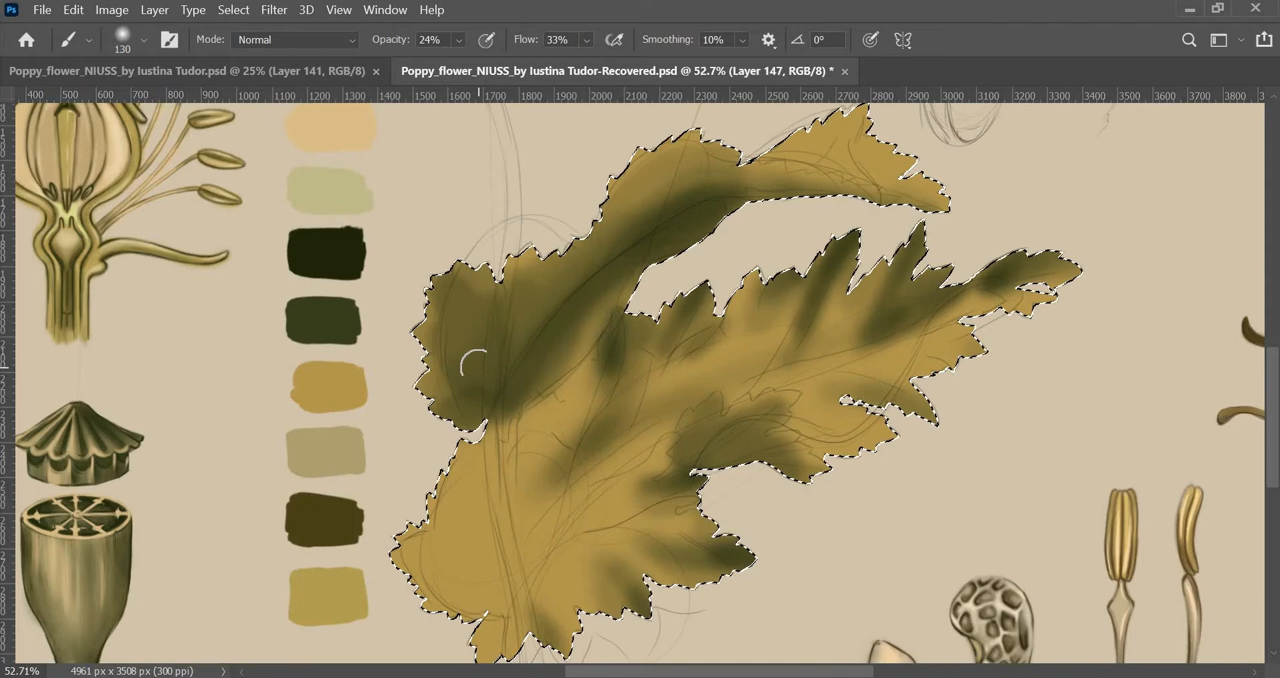 Ps File Edit Image Layer Type Select Filter 3D View Window Help
130 Mode: Normal Opacity: 24% Flow: 33% Smoothing: 10% 0°
Poppy_flower_NIUSS_by Iustina Tudor.psd @ 25% (Layer 141, RGB/8) × Poppy_flower_NIUSS_by Iustina Tudor-Recovered.psd @ 52.7% (Layer 147, RGB/8) * ×
400 500 600 700 800 900 1000 1100 1200 1300 1400 1500 1600 1700 1800 1900 2000 2100 2200 2300 2400 2500 2600 2700 2800 2900 3000 3100 3200 3300 3400 3500 3600 3700 3800
52.71% 4961 px x 3508 px (300 ppi)